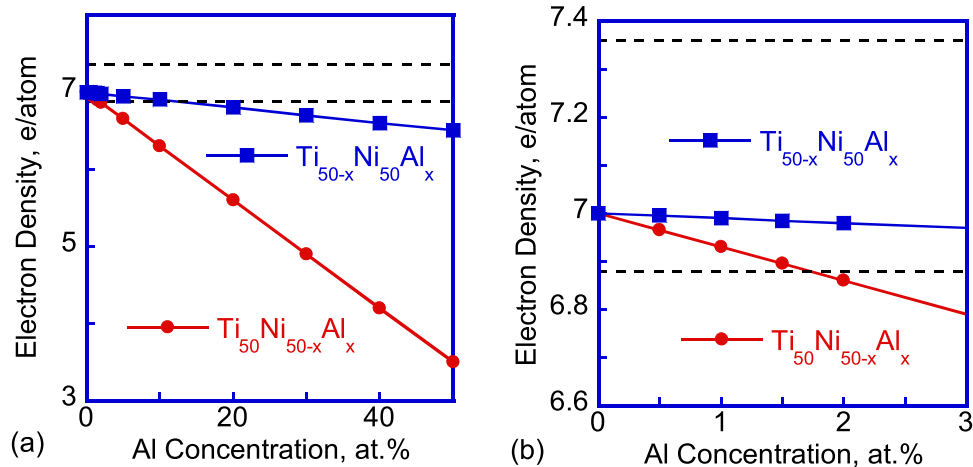 7
5
3
0
20
40
Electron Density, e/atom
Al Concentration, at.%
Ti50-xNi50Alx
Ti50Ni50-xAlx
(a)
7.4
7.2
7
6.8
6.6
0
1
2
3
Electron Density, e/atom
Al Concentration, at.%
Ti50-xNi50Alx
Ti50Ni50-xAlx
(b)